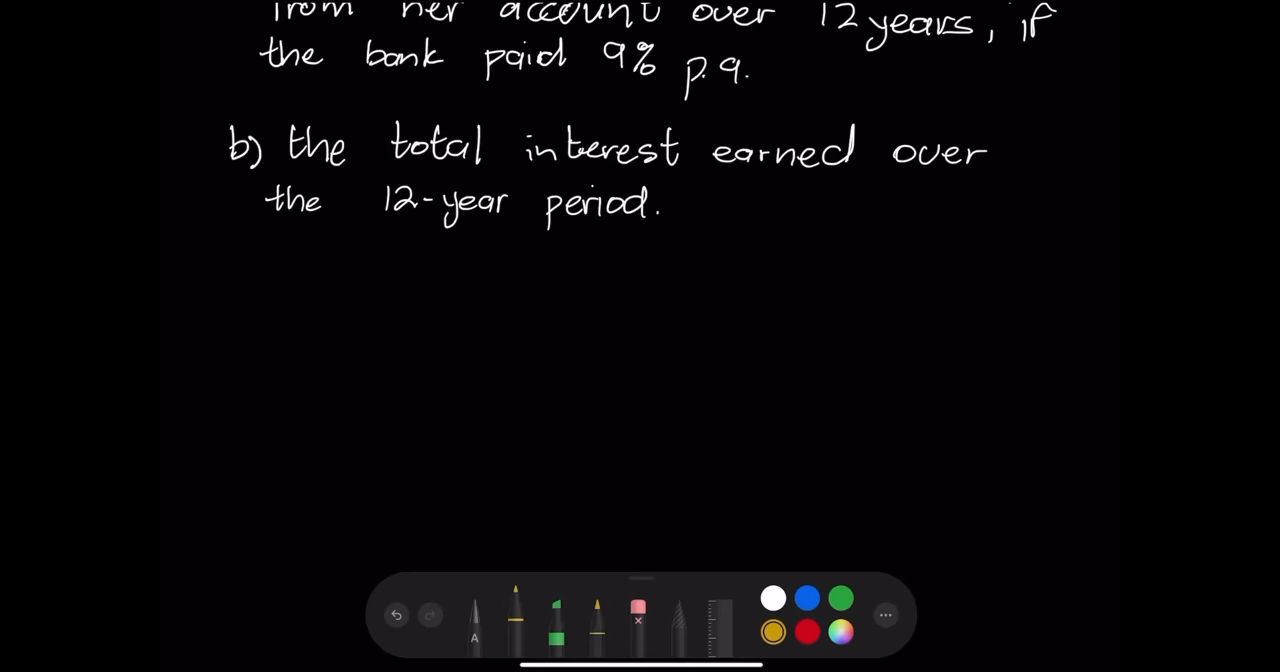 from her account over 12 years, if
the bank paid 9% p.a.
b) the total interest earned over
the 12-year period.
A